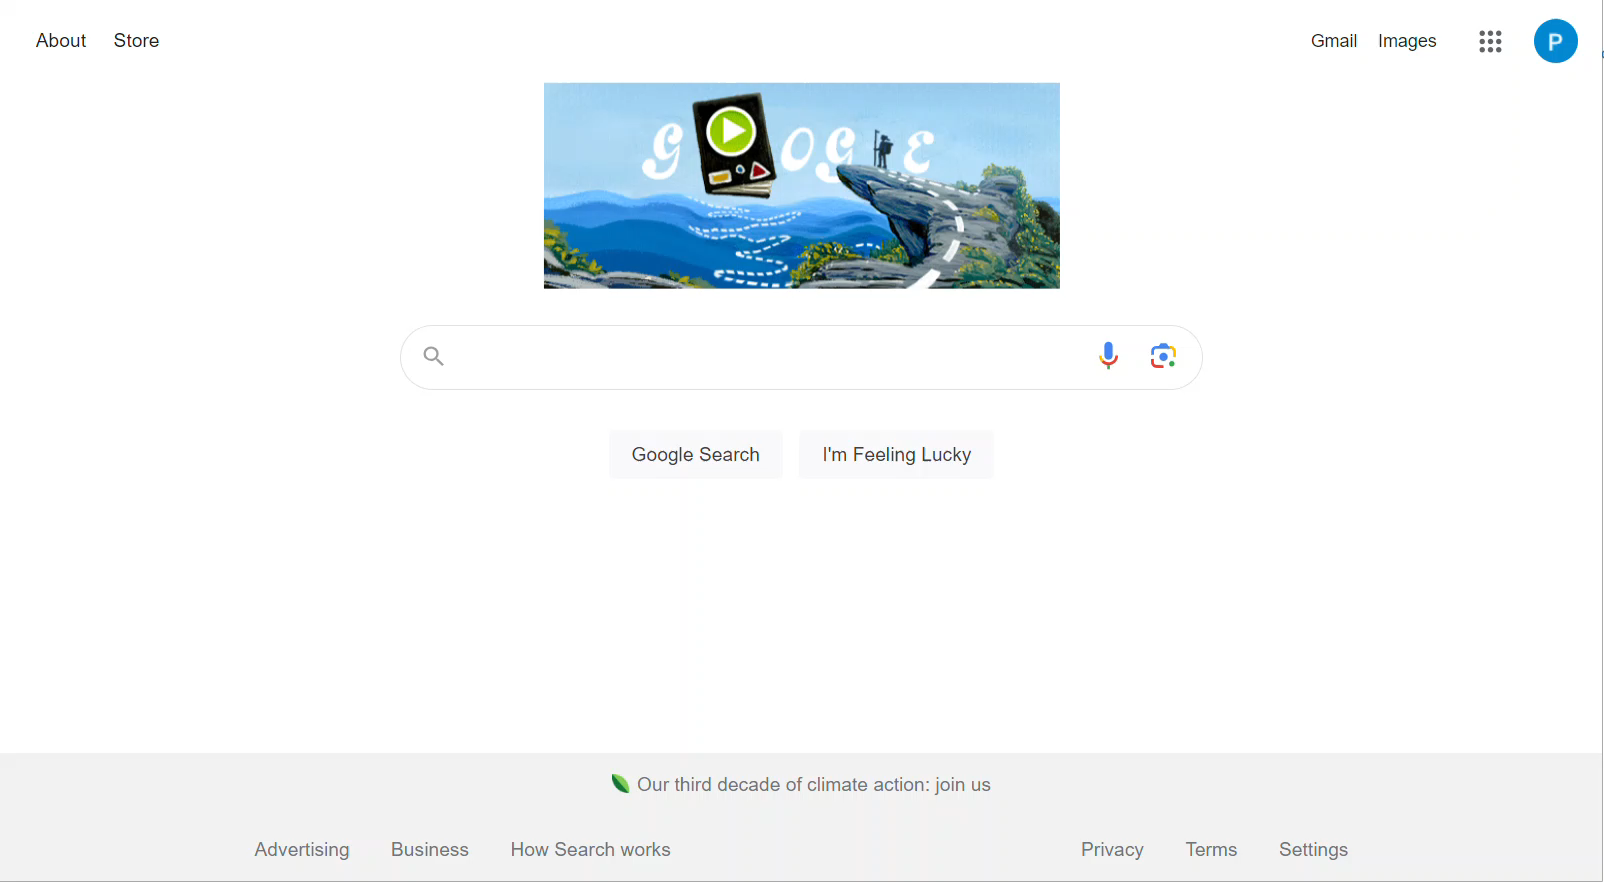 About Store
Gmail Images
P
G OG E
Google Search I'm Feeling Lucky
Our third decade of climate action: join us
Advertising Business How Search works
Privacy Terms Settings